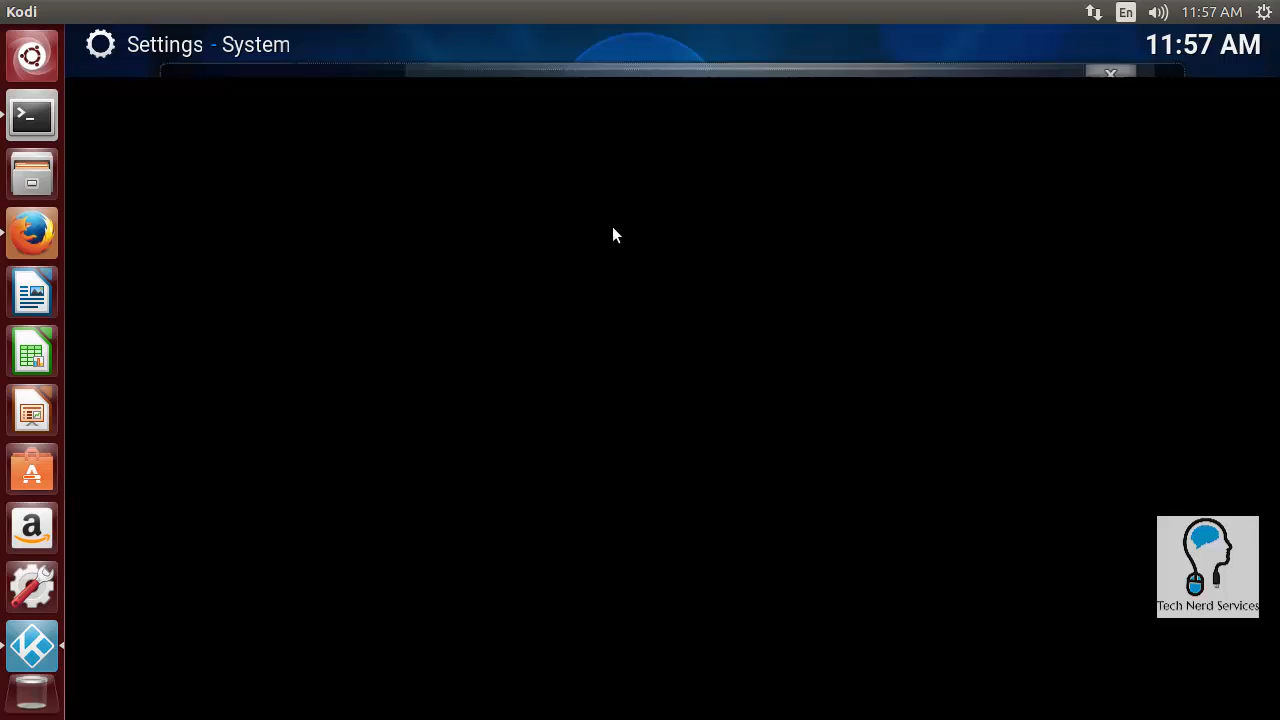 Kodi
En
11:57 AM
Settings - System
11:57 AM
>_
a
Tech Nerd Services